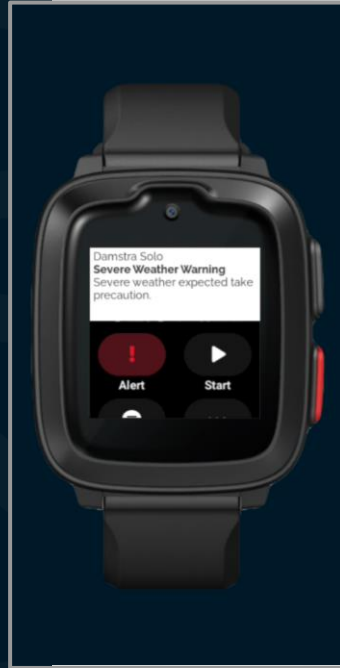 Damstra Solo
Severe Weather Warning
Severe weather expected take
precaution.
Alert
Start